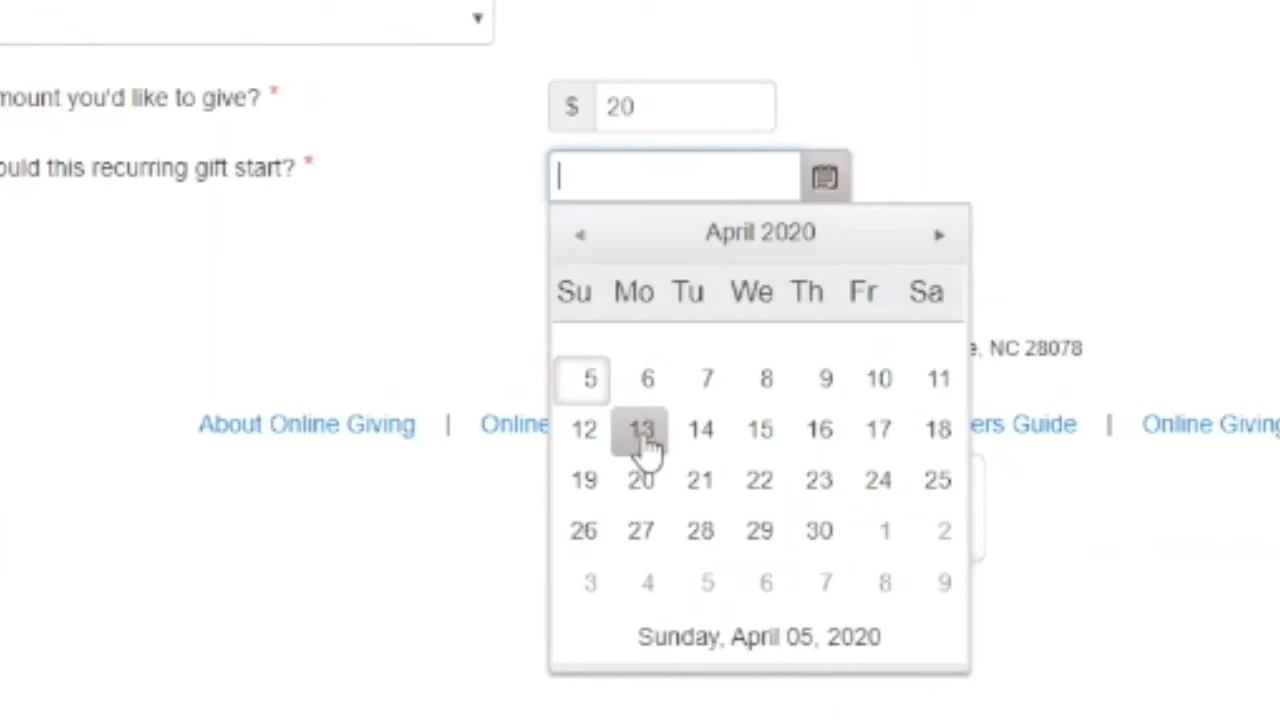 mount you'd like to give? *
$ 20
ould this recurring gift start? *
April 2020
Su Mo Tu We Th Fr Sa
5 6 7 8 9 10 11
12 13 14 15 16 17 18
19 20 21 22 23 24 25
26 27 28 29 30 1 2
3 4 5 6 7 8 9
Sunday, April 05, 2020
, NC 28078
About Online Giving | Online ers Guide | Online Giving